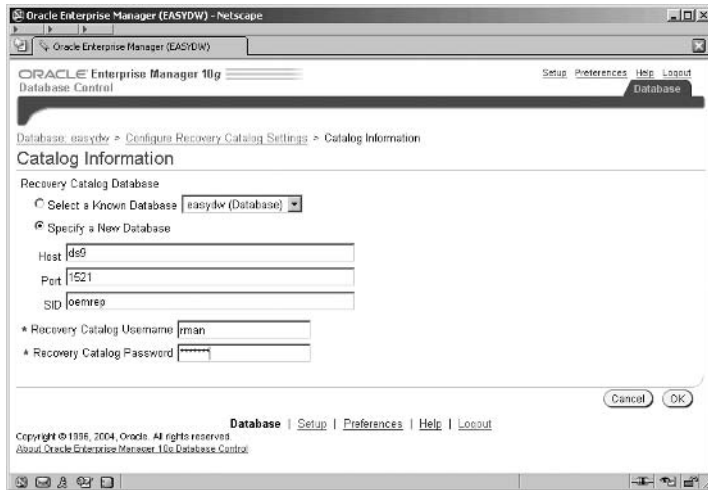 Oracle Enterprise Manager (EASYDW) - Netscape
Oracle Enterprise Manager (EASYDW)
ORACLE Enterprise Manager 10g
Database Control
Setup Preferences Help Logout
Database
Database: easydw > Configure Recovery Catalog Settings > Catalog Information
Catalog Information
Recovery Catalog Database
Select a Known Database easydw (Database)
Specify a New Database
Host ds9
Port 1521
SID oemrep
* Recovery Catalog Username rman
* Recovery Catalog Password *******
Cancel OK
Database | Setup | Preferences | Help | Logout
Copyright © 1996, 2004, Oracle. All rights reserved.
About Oracle Enterprise Manager 10g Database Control